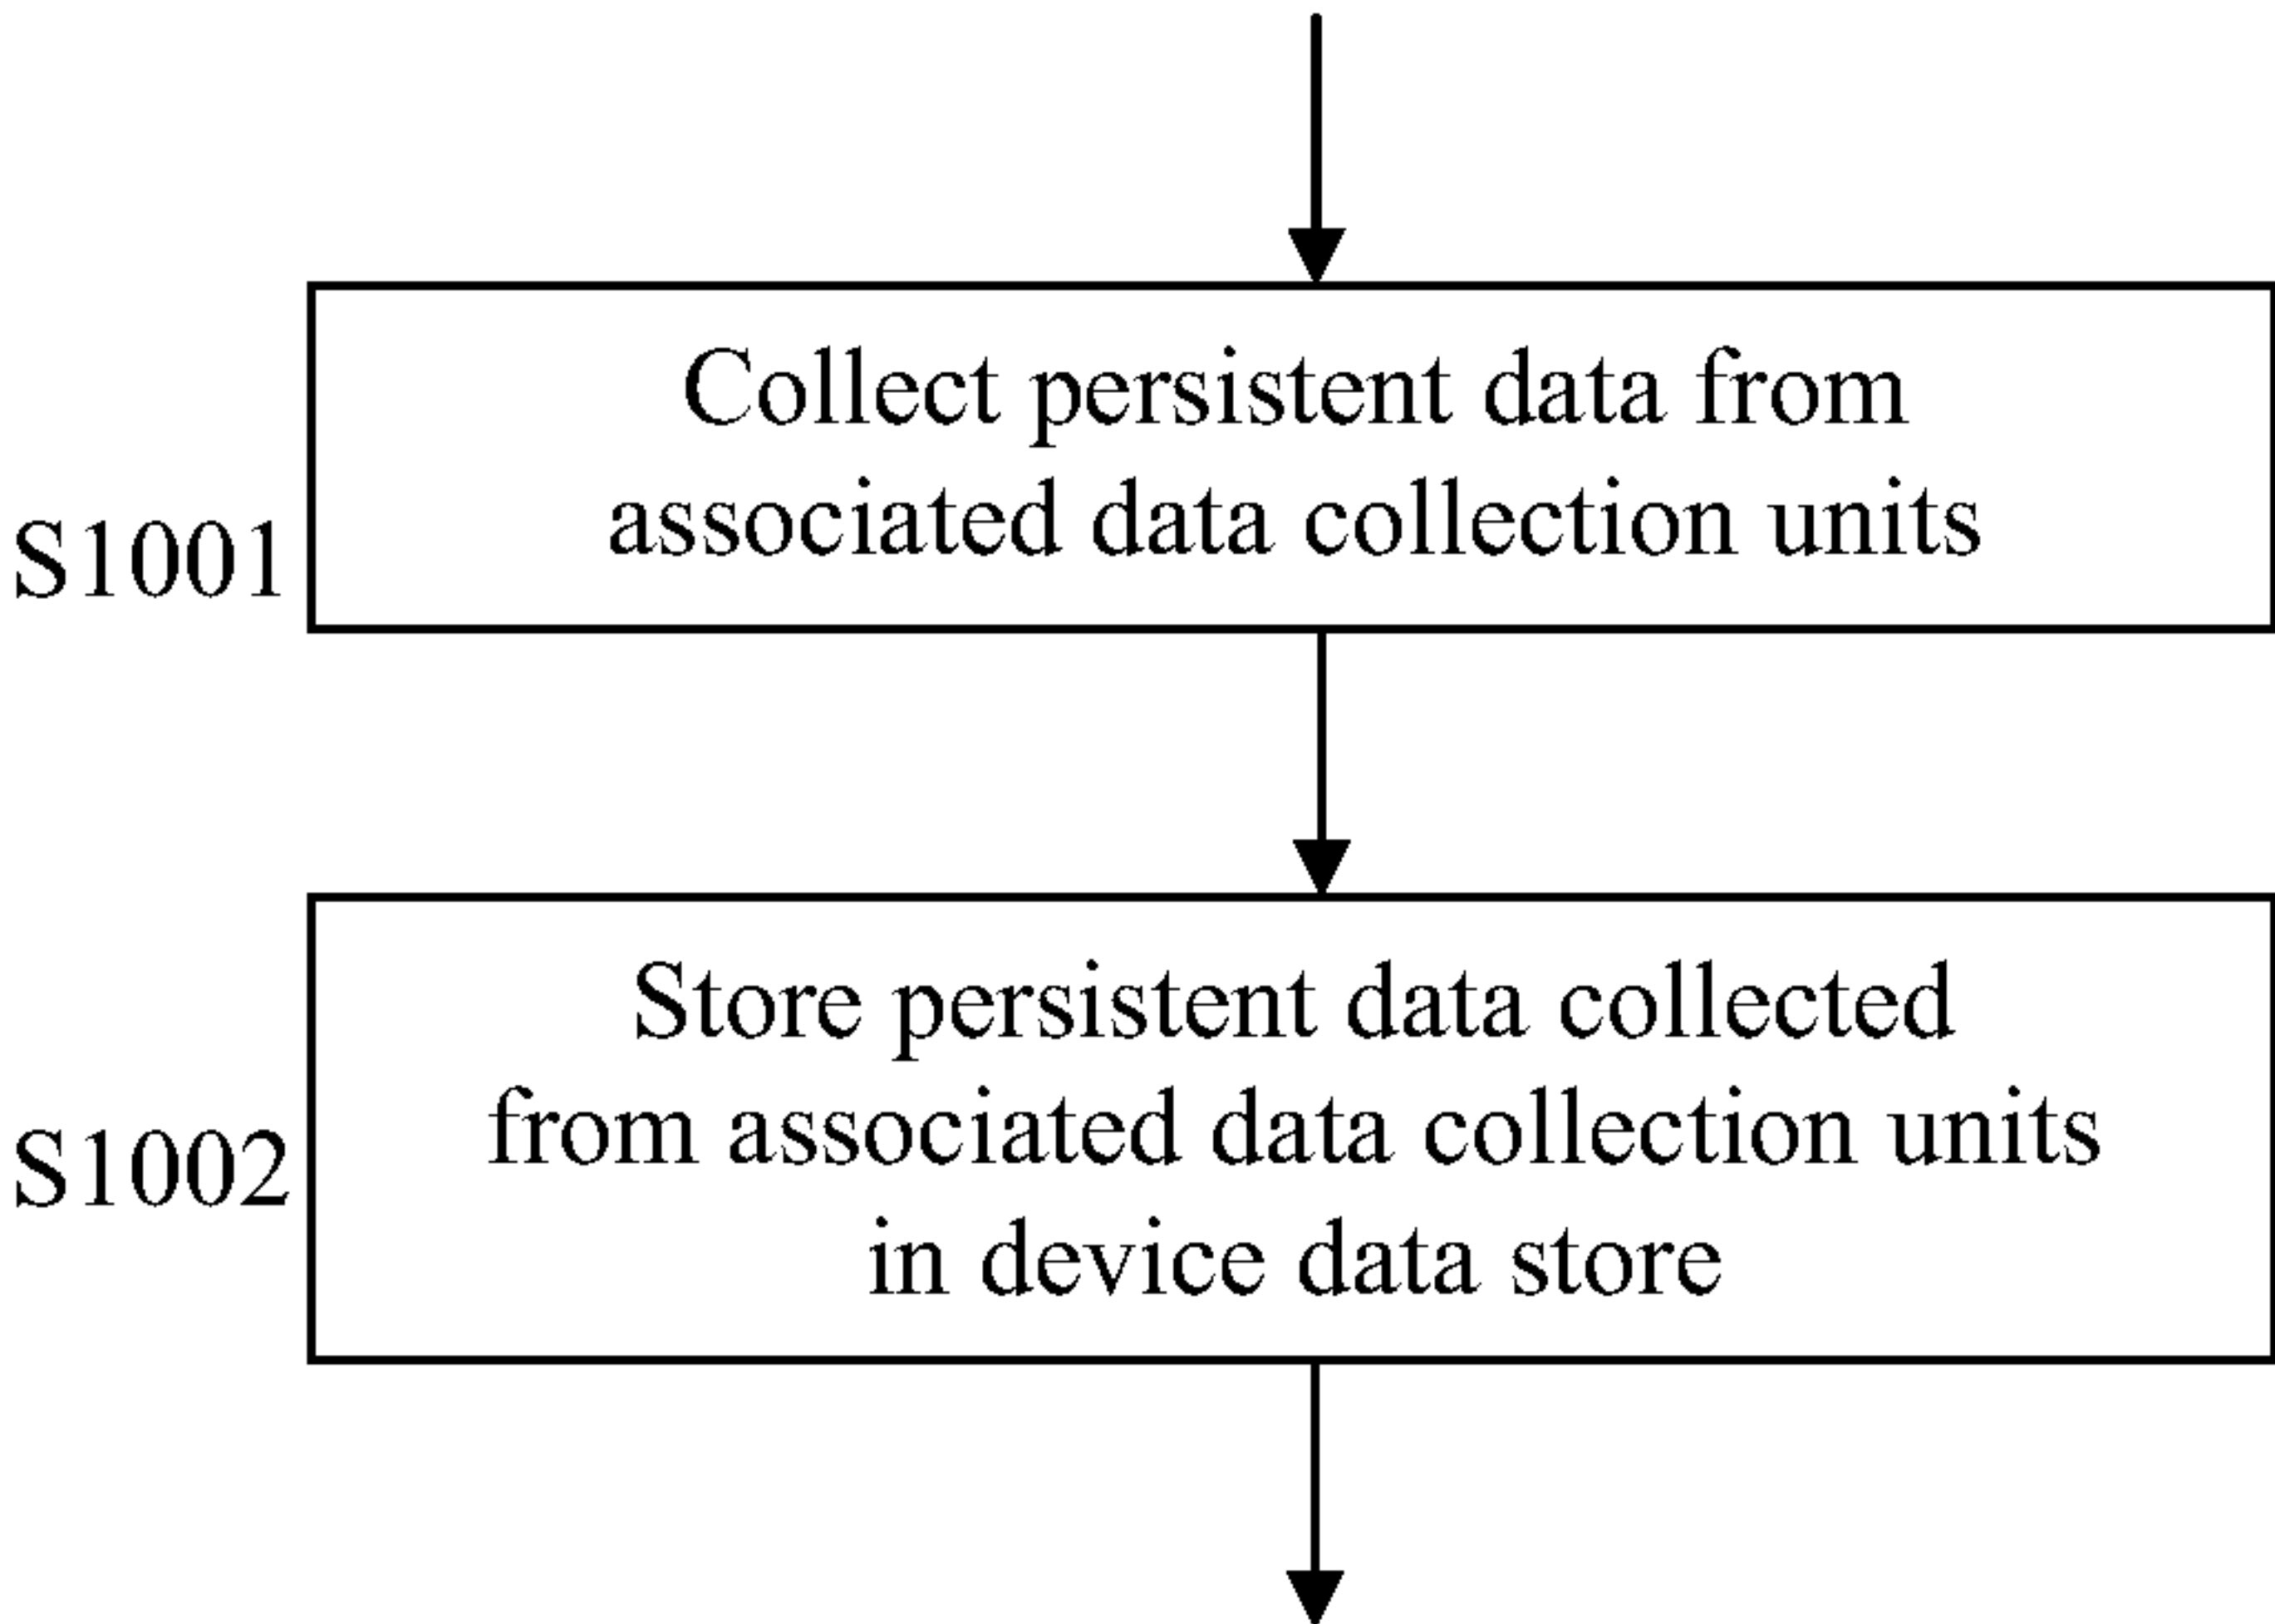 Collect persistent data from
associated data collection units
S1001
Store persistent data collected
from associated data collection units
S1002
in device data store